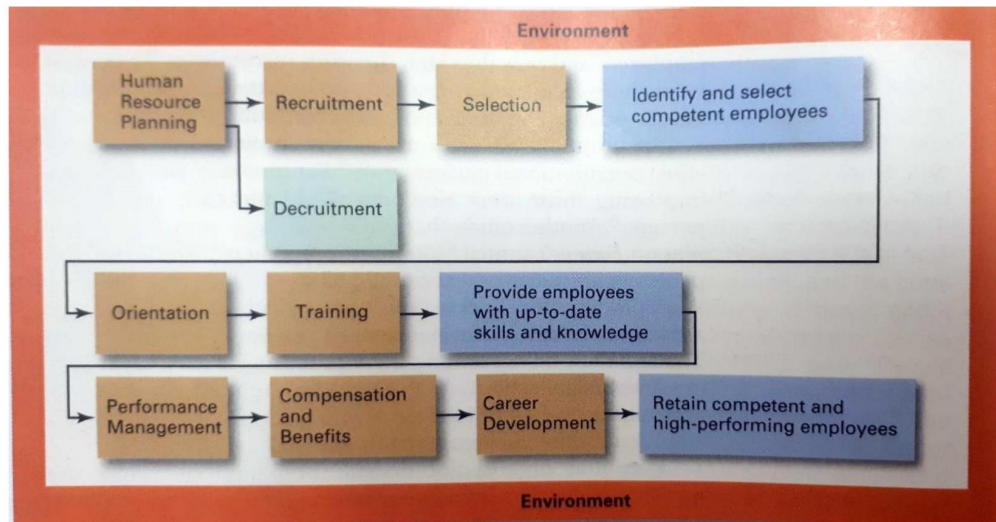 Environment
Human
Resource
Planning
Recruitment
Selection
Identify and select
competent employees
Decruitment
Orientation
Training
Provide employees
with up-to-date
skills and knowledge
Performance
Management
Compensation
and
Benefits
Career
Development
Retain competent and
high-performing employees
Environment